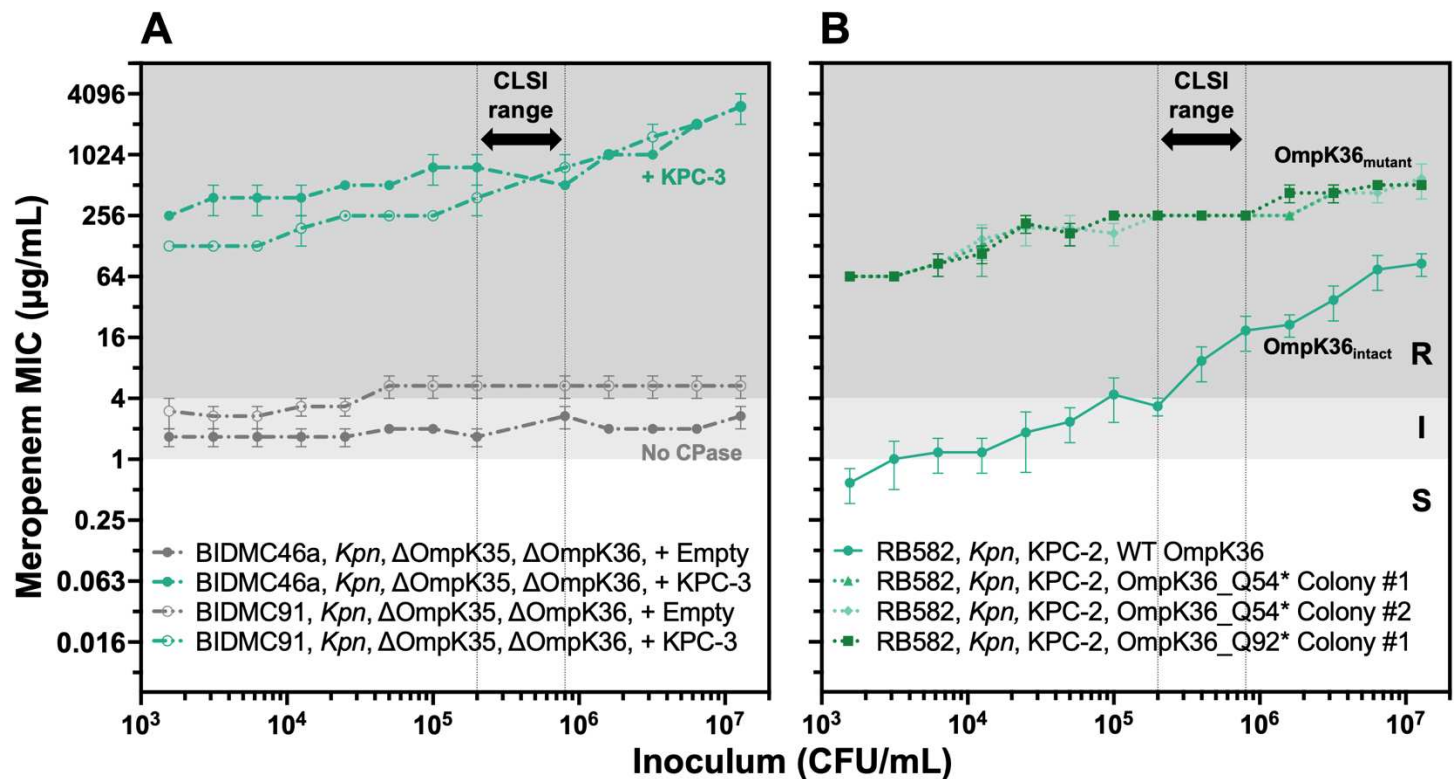 A
B
Meropenem MIC (µg/mL)
4096
1024
256
64
16
4
1
0.25
0.063
0.016
CLSI
range
+ KPC-3
No CPase
BIDMC46a, Kpn, ΔOmpK35, ΔOmpK36, + Empty
BIDMC46a, Kpn, ΔOmpK35, ΔOmpK36, + KPC-3
BIDMC91, Kpn, ΔOmpK35, ΔOmpK36, + Empty
BIDMC91, Kpn, ΔOmpK35, ΔOmpK36, + KPC-3
10³ 10⁴ 10⁵ 10⁶ 10⁷
CLSI
range
OmpK36mutant
OmpK36intact
R
I
S
RB582, Kpn, KPC-2, WT OmpK36
RB582, Kpn, KPC-2, OmpK36_Q54* Colony #1
RB582, Kpn, KPC-2, OmpK36_Q54* Colony #2
RB582, Kpn, KPC-2, OmpK36_Q92* Colony #1
10³ 10⁴ 10⁵ 10⁶ 10⁷
Inoculum (CFU/mL)